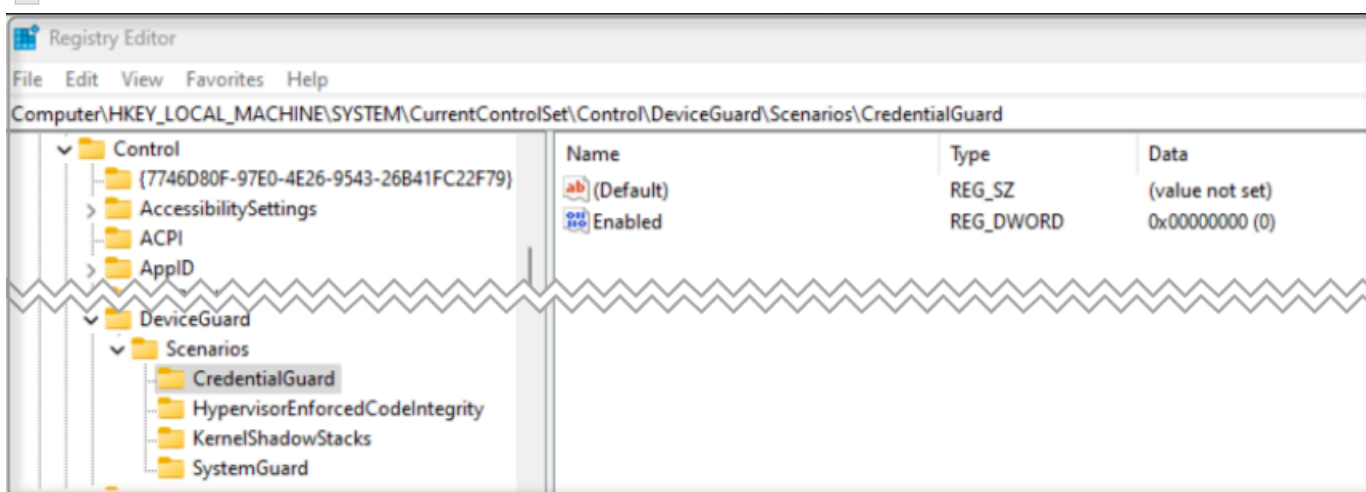 Registry Editor
File Edit View Favorites Help
Computer\HKEY_LOCAL_MACHINE\SYSTEM\CurrentControlSet\Control\DeviceGuard\Scenarios\CredentialGuard
Control
{7746D80F-97E0-4E26-9543-26B41FC22F79}
AccessibilitySettings
ACPI
AppID
DeviceGuard
Scenarios
CredentialGuard
HypervisorEnforcedCodeIntegrity
KernelShadowStacks
SystemGuard
Name Type Data
(Default) REG_SZ (value not set)
Enabled REG_DWORD 0x00000000 (0)